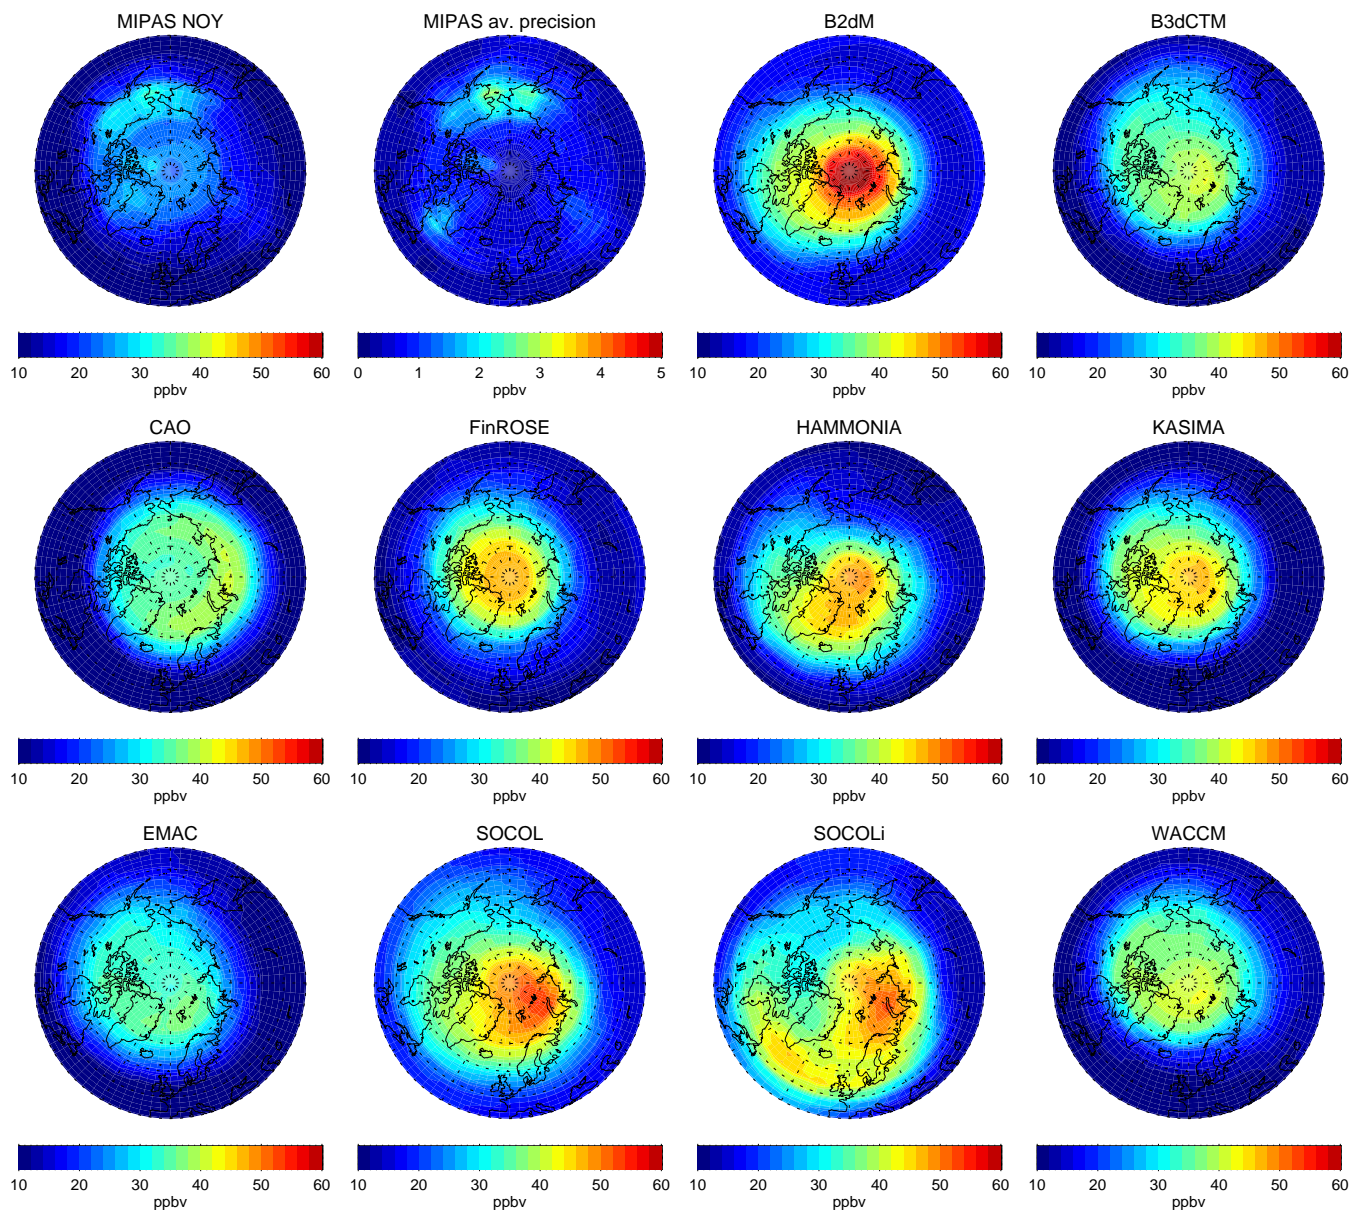 MIPAS NOY MIPAS av. precision B2dM B3dCTM
10 20 30 40 50 60 0 1 2 3 4 5 10 20 30 40 50 60 10 20 30 40 50 60
ppbv ppbv ppbv ppbv
CAO FinROSE HAMMONIA KASIMA
10 20 30 40 50 60 10 20 30 40 50 60 10 20 30 40 50 60 10 20 30 40 50 60
ppbv ppbv ppbv ppbv
EMAC SOCOL SOCOLi WACCM
10 20 30 40 50 60 10 20 30 40 50 60 10 20 30 40 50 60 10 20 30 40 50 60
ppbv ppbv ppbv ppbv